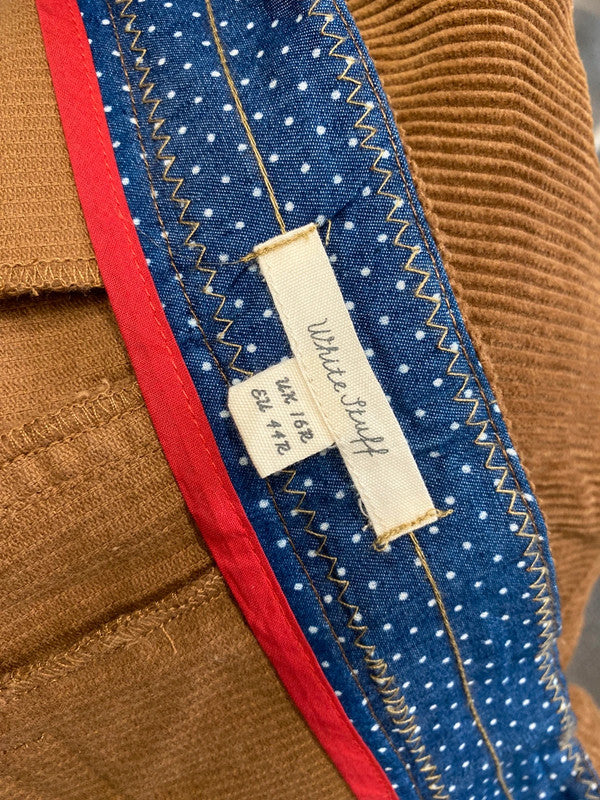 White Stuff
UK 16R
EU 44R